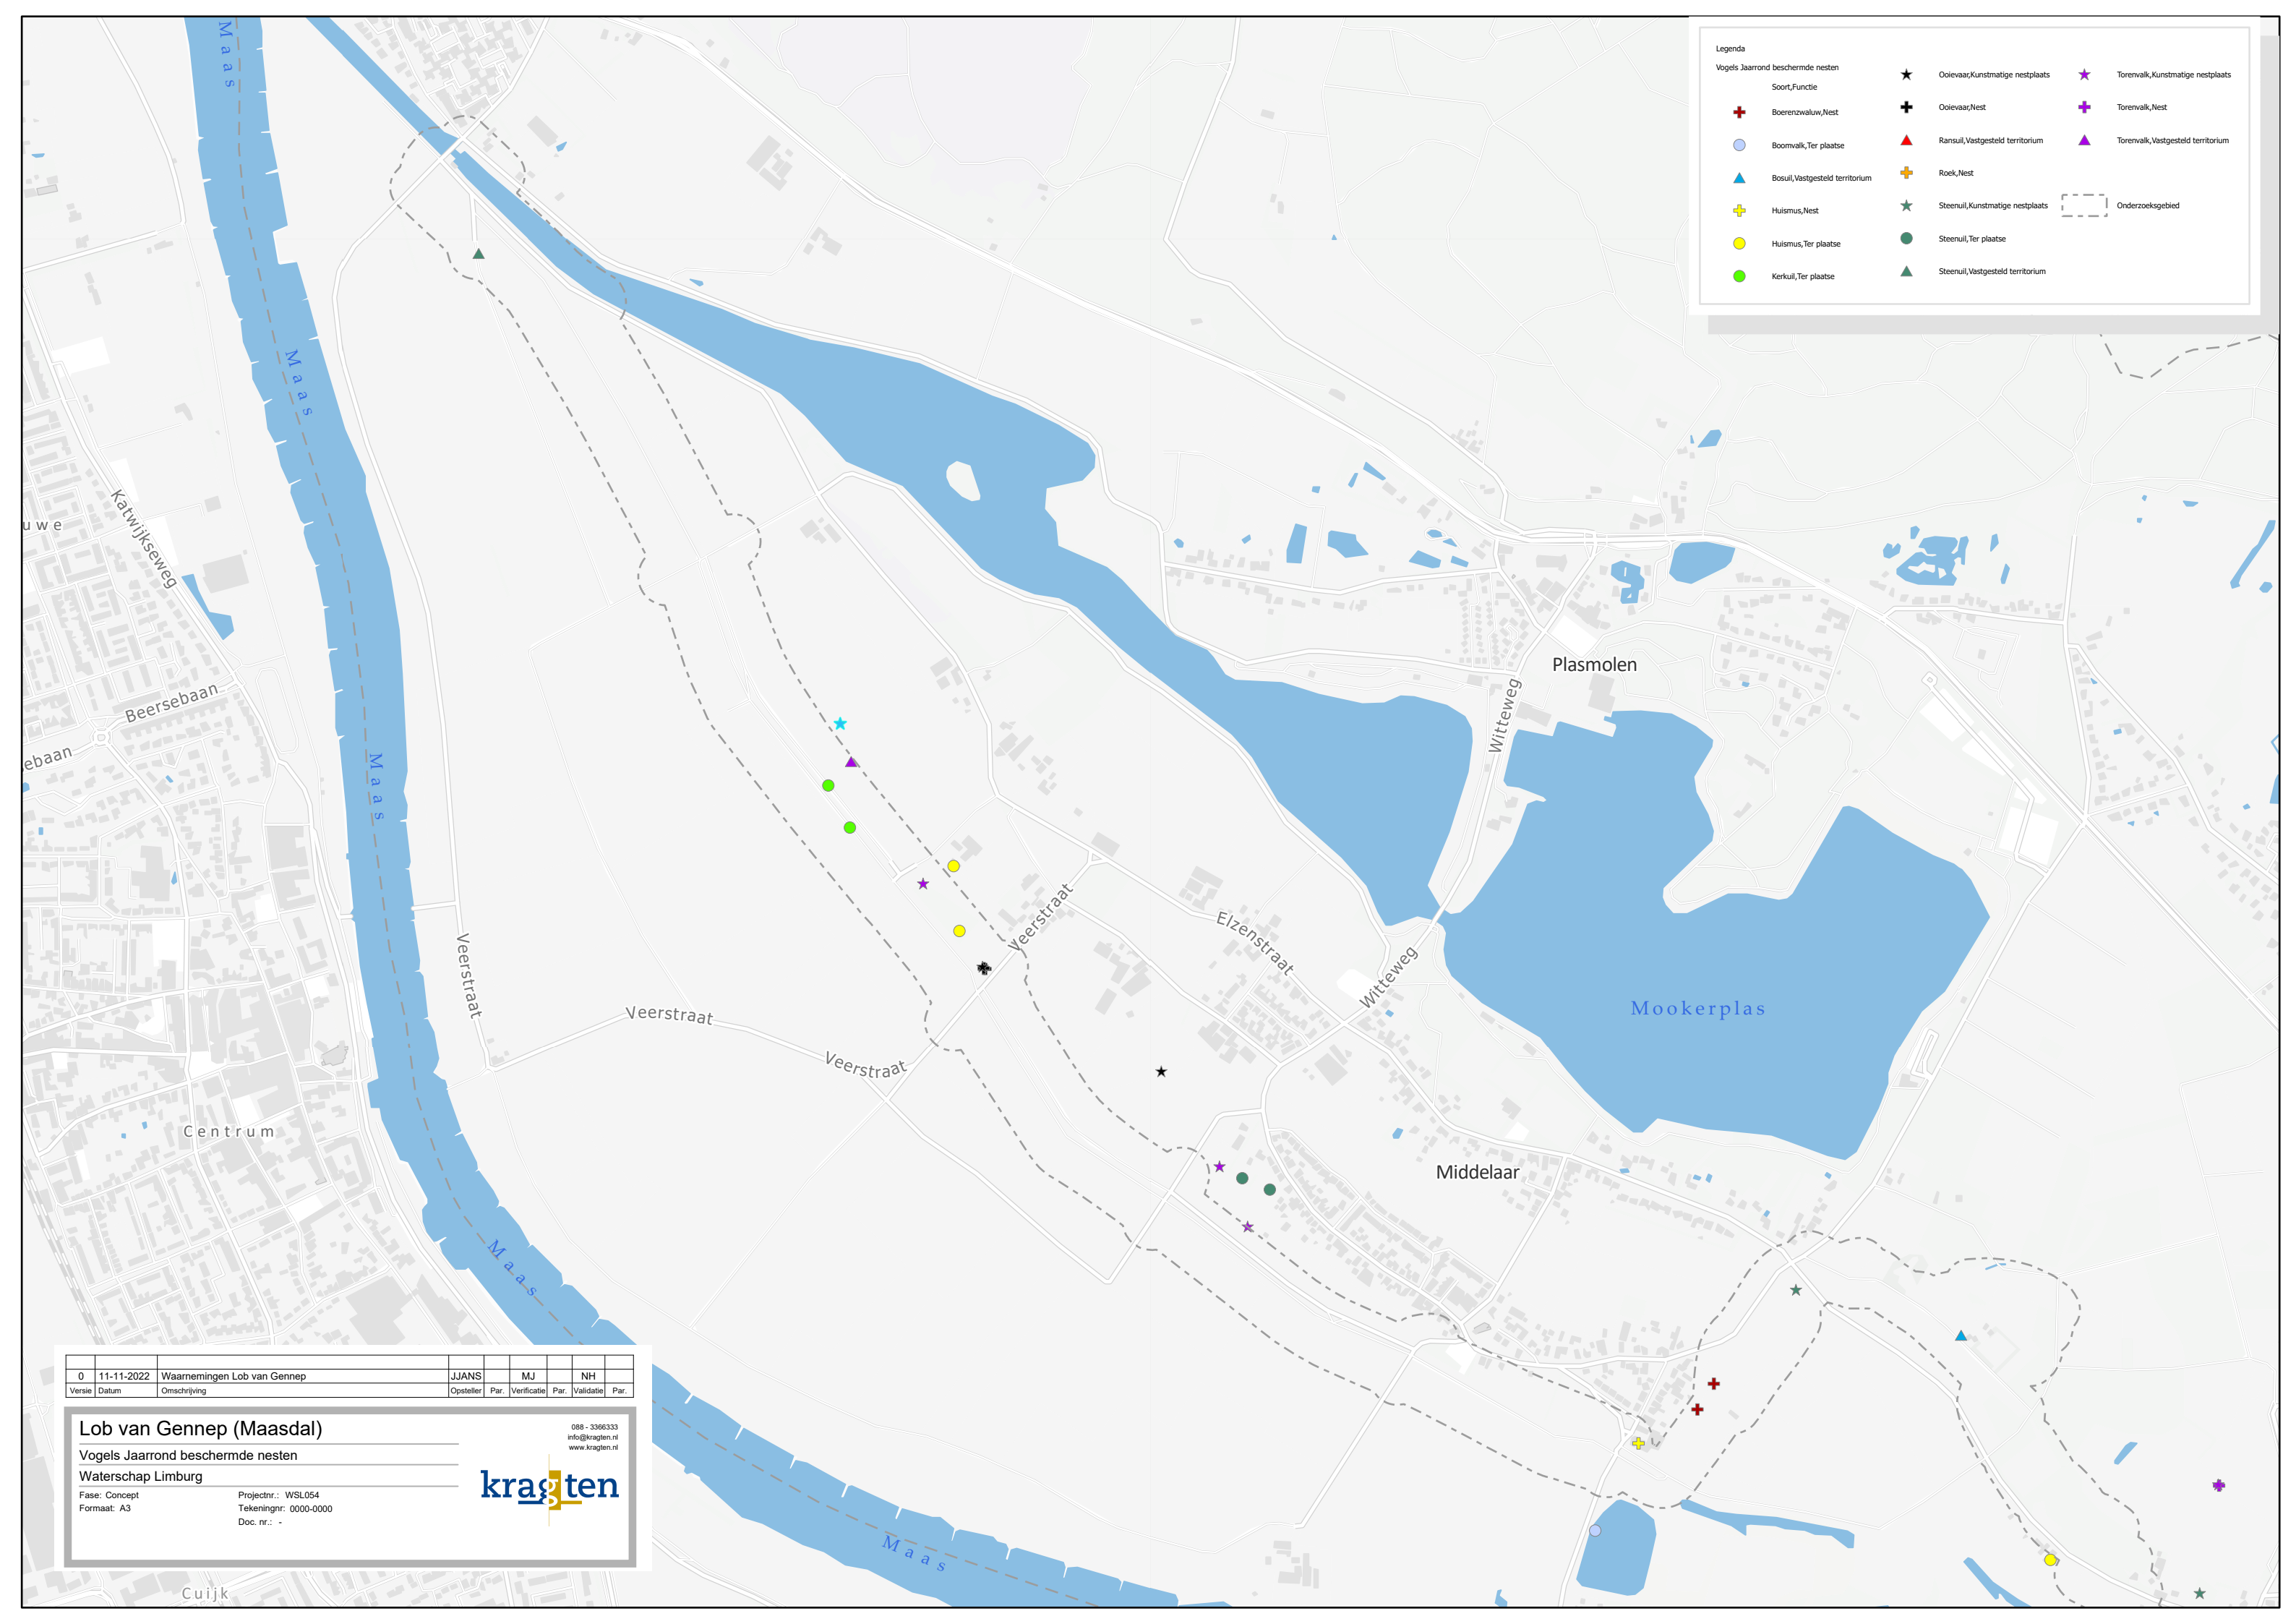 Legenda
Vogels Jaarrond beschermde nesten
Soort,Functie
Boerenzwaluw,Nest
Boomvalk,Ter plaatse
Bosuil,Vastgesteld territorium
Huismus,Nest
Huismus,Ter plaatse
Kerkuil,Ter plaatse
Ooievaar,Kunstmatige nestplaats
Ooievaar,Nest
Ransuil,Vastgesteld territorium
Roek,Nest
Steenuil,Kunstmatige nestplaats
Steenuil,Ter plaatse
Steenuil,Vastgesteld territorium
Torenvalk,Kunstmatige nestplaats
Torenvalk,Nest
Torenvalk,Vastgesteld territorium
Onderzoeksgebied
Maas
Maas
uwe
Katwijkseweg
Plasmolen
Witteweg
Beersebaan
ebaan
Maas
Veerstraat
Elzenstraat
Veerstraat
Witteweg
Mookerplas
Veerstraat
Veerstraat
Centrum
Middelaar
Maas
Maas
Cuijk
0 11-11-2022 Waarnemingen Lob van Gennep JJANS MJ NH
Versie Datum Omschrijving Opsteller Par. Verificatie Par. Validatie Par.
Lob van Gennep (Maasdal)
Vogels Jaarrond beschermde nesten
Waterschap Limburg
Fase: Concept
Formaat: A3
Projectnr.: WSL054
Tekeningnr: 0000-0000
Doc. nr.: -
088 - 3366333
info@kragten.nl
www.kragten.nl
kragten